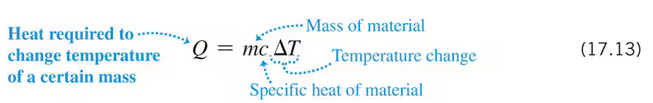 Mass of material
Heat required to
change temperature
of a certain mass
Q = mc ΔT
Temperature change
(17.13)
Specific heat of material